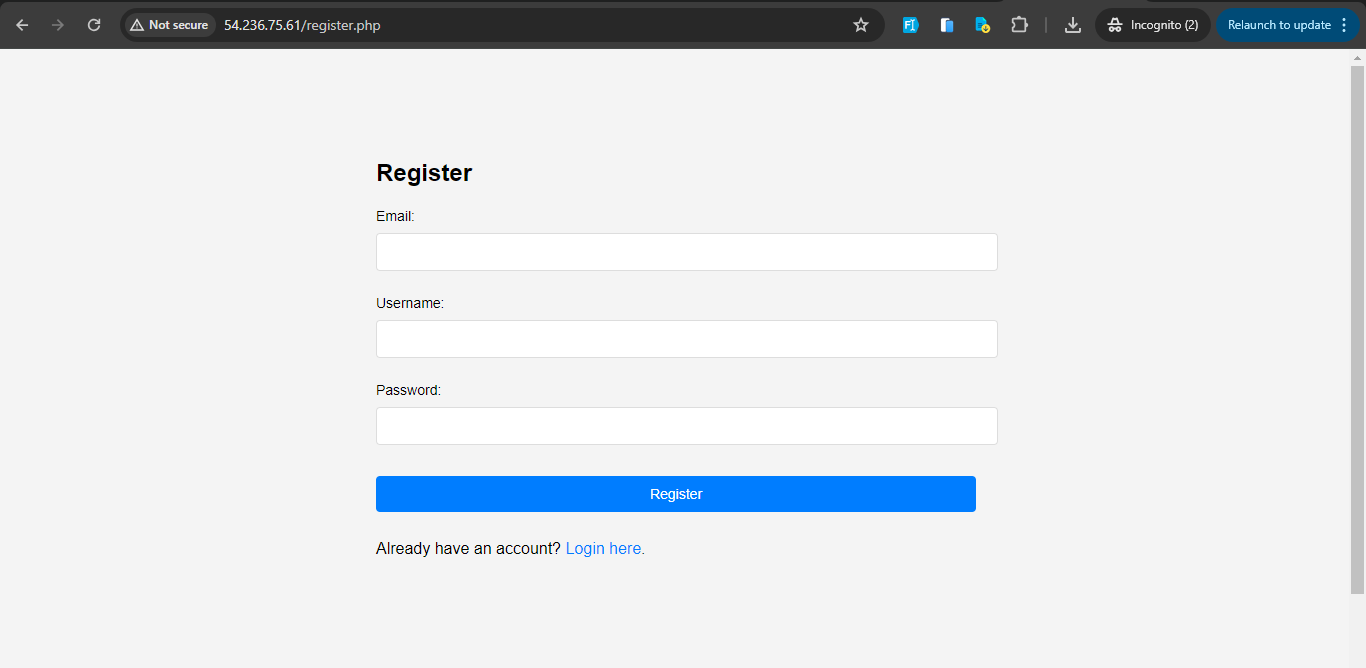 Not secure 54.236.75.61/register.php Incognito (2) Relaunch to update
Register
Email:
Username:
Password:
Register
Already have an account? Login here.